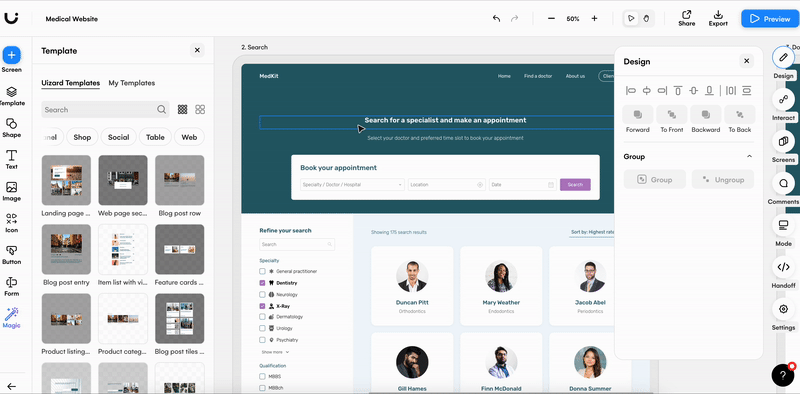 Medical Website
50%
Share
Export
Preview
Screen
Template
Shape
Text
Image
Icon
Button
Form
Magic
Template
Uizard Templates
My Templates
Search
nel
Shop
Social
Table
Web
Landing page ...
Web page sec...
Blog post row
Blog post entry
Item list with vi...
Feature cards ...
Product listing...
Product categ...
Blog post tiles ...
2. Search
MedKit
Home
Find a doctor
About us
Clien
Search for a specialist and make an appointment
Select your doctor and preferred time slot to book your appointment
Book your appointment
Specialty / Doctor / Hospital
Location
Date
Search
Refine your search
Search
Specialty
General practitioner
Dentistry
Neurology
X-Ray
Dermatology
Urology
Psychiatry
Show more
Qualification
MBBS
MBBch
Showing 175 search results
Sort by: Highest rate
Duncan Pitt
Orthodontics
Mary Weather
Endodontics
Jacob Abel
Periodontics
Gill Hames
Finn McDonald
Donna Summer
Design
Forward
To Front
Backward
To Back
Group
Group
Ungroup
Do
Design
Interact
Screens
Comments
Mode
Handoff
Settings
?